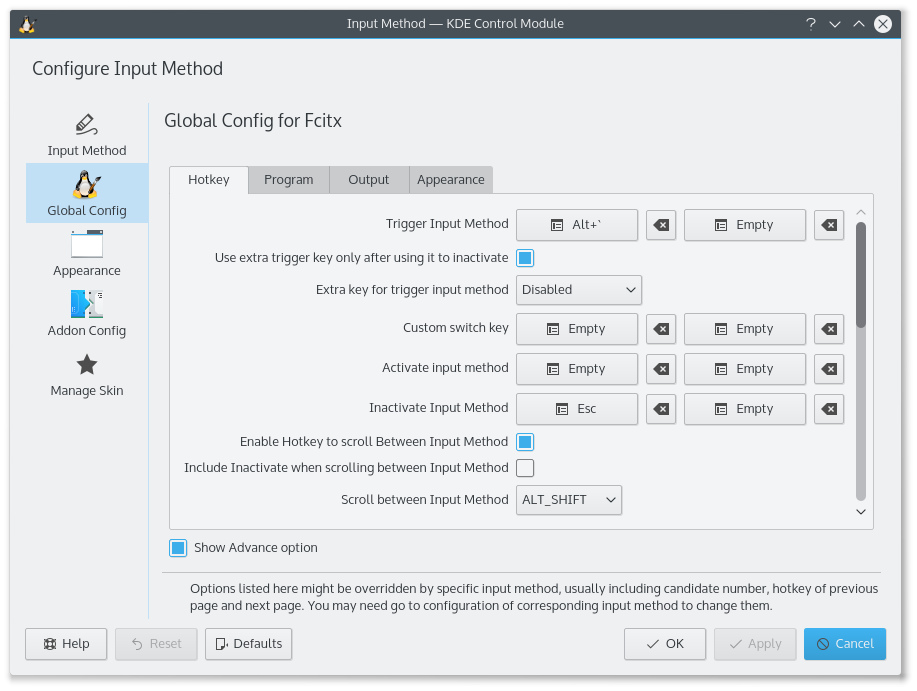 Input Method — KDE Control Module
?
Configure Input Method
Input Method
Global Config
Appearance
Addon Config
Manage Skin
Global Config for Fcitx
Hotkey Program Output Appearance
Trigger Input Method Alt+` Empty
Use extra trigger key only after using it to inactivate
Extra key for trigger input method Disabled
Custom switch key Empty Empty
Activate input method Empty Empty
Inactivate Input Method Esc Empty
Enable Hotkey to scroll Between Input Method
Include Inactivate when scrolling between Input Method
Scroll between Input Method ALT_SHIFT
Show Advance option
Options listed here might be overridden by specific input method, usually including candidate number, hotkey of previous
page and next page. You may need go to configuration of corresponding input method to change them.
Help Reset Defaults OK Apply Cancel